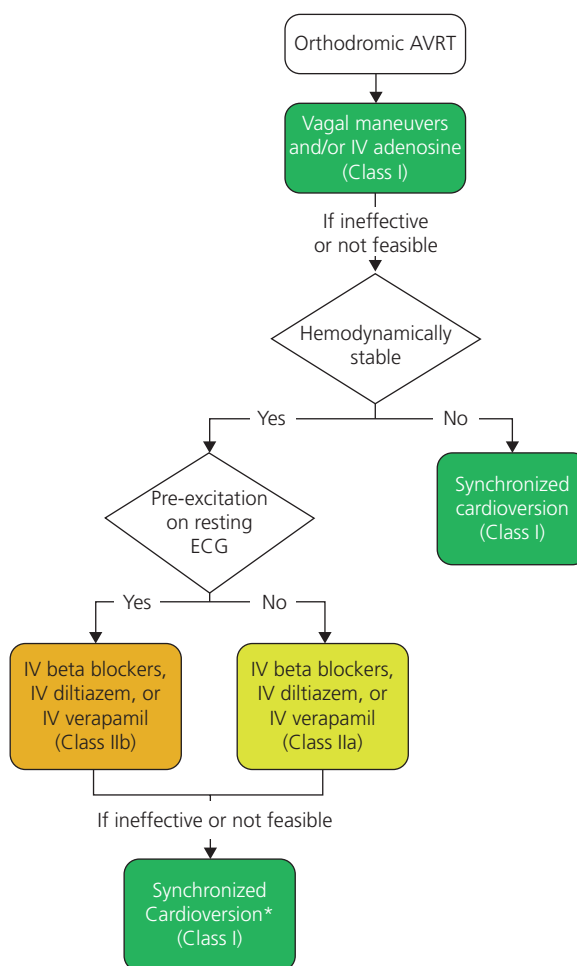 Orthodromic AVRT
Vagal maneuvers
and/or IV adenosine
(Class I)
If ineffective
or not feasible
Hemodynamically
stable
Yes
No
Pre-excitation
on resting
ECG
Synchronized
cardioversion
(Class I)
Yes
No
IV beta blockers,
IV diltiazem, or
IV verapamil
(Class IIb)
IV beta blockers,
IV diltiazem, or
IV verapamil
(Class IIa)
If ineffective or not feasible
Synchronized
Cardioversion*
(Class I)